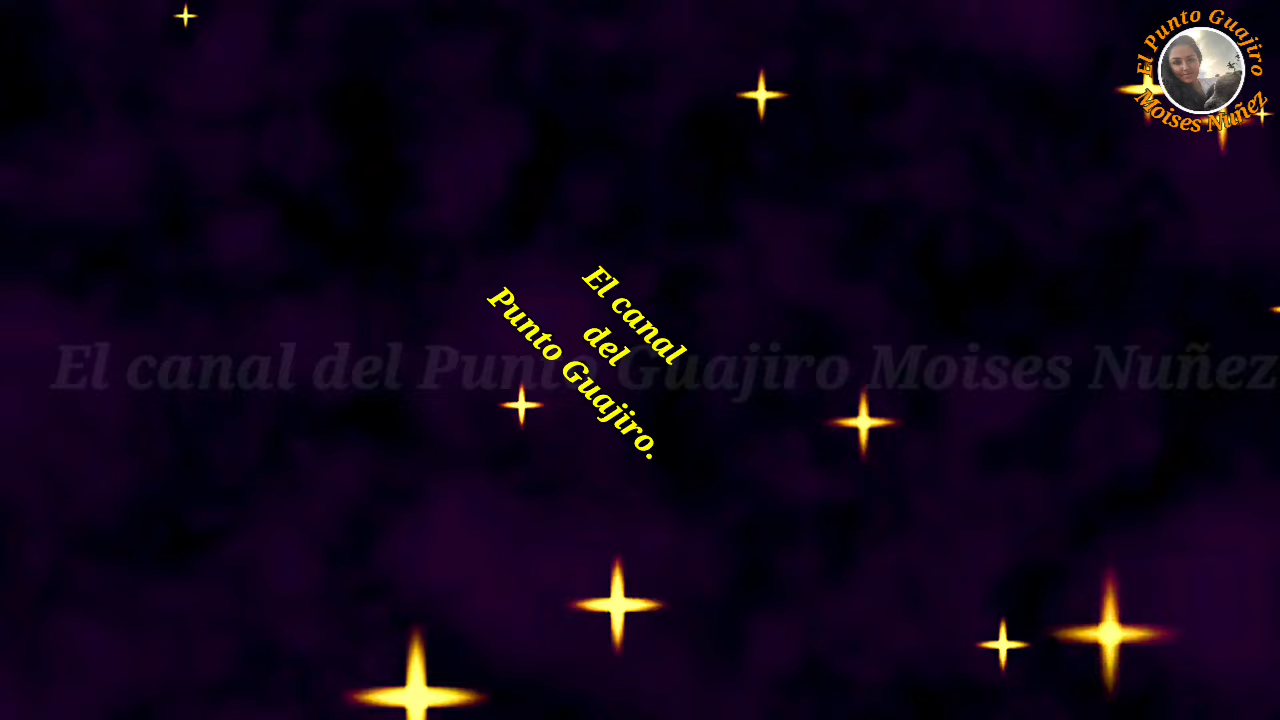 El Punto Guajiro
Moises Nuñez
El canal
del
Punto Guajiro.
El canal del Punto Guajiro Moises Nuñez